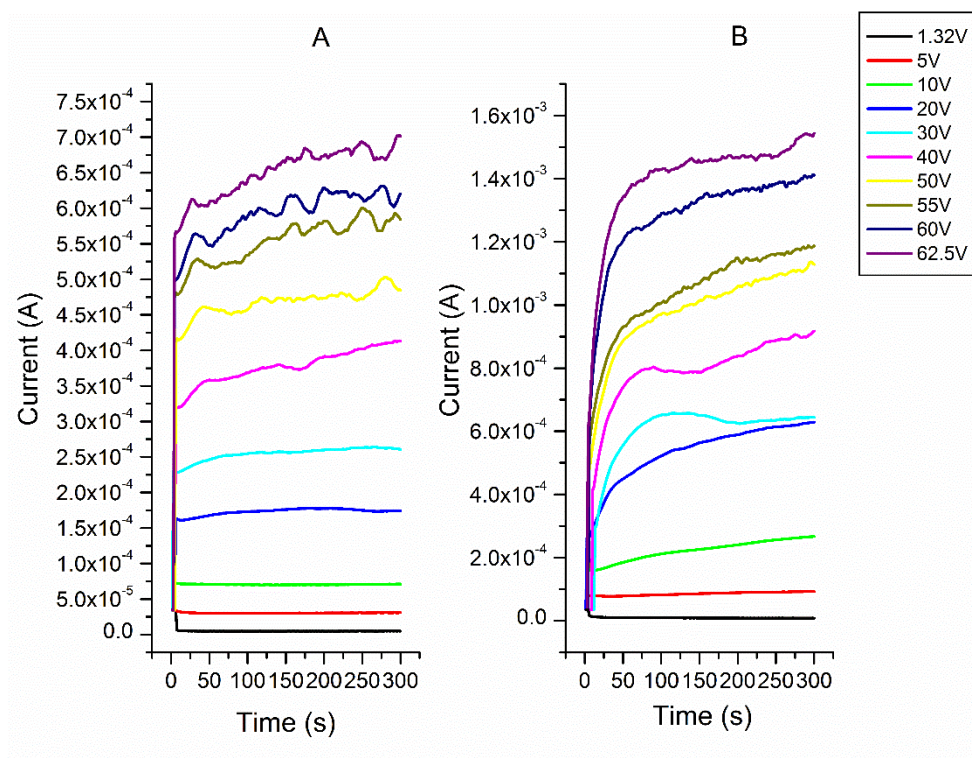 A
B
1.32V
5V
10V
20V
30V
40V
50V
55V
60V
62.5V
7.5x10⁻⁴
7.0x10⁻⁴
6.5x10⁻⁴
6.0x10⁻⁴
5.5x10⁻⁴
5.0x10⁻⁴
4.5x10⁻⁴
4.0x10⁻⁴
3.5x10⁻⁴
3.0x10⁻⁴
2.5x10⁻⁴
2.0x10⁻⁴
1.5x10⁻⁴
1.0x10⁻⁴
5.0x10⁻⁵
0.0
Current (A)
0 50 100 150 200 250 300
Time (s)
1.6x10⁻³
1.4x10⁻³
1.2x10⁻³
1.0x10⁻³
8.0x10⁻⁴
6.0x10⁻⁴
4.0x10⁻⁴
2.0x10⁻⁴
0.0
Current (A)
0 50 100 150 200 250 300
Time (s)